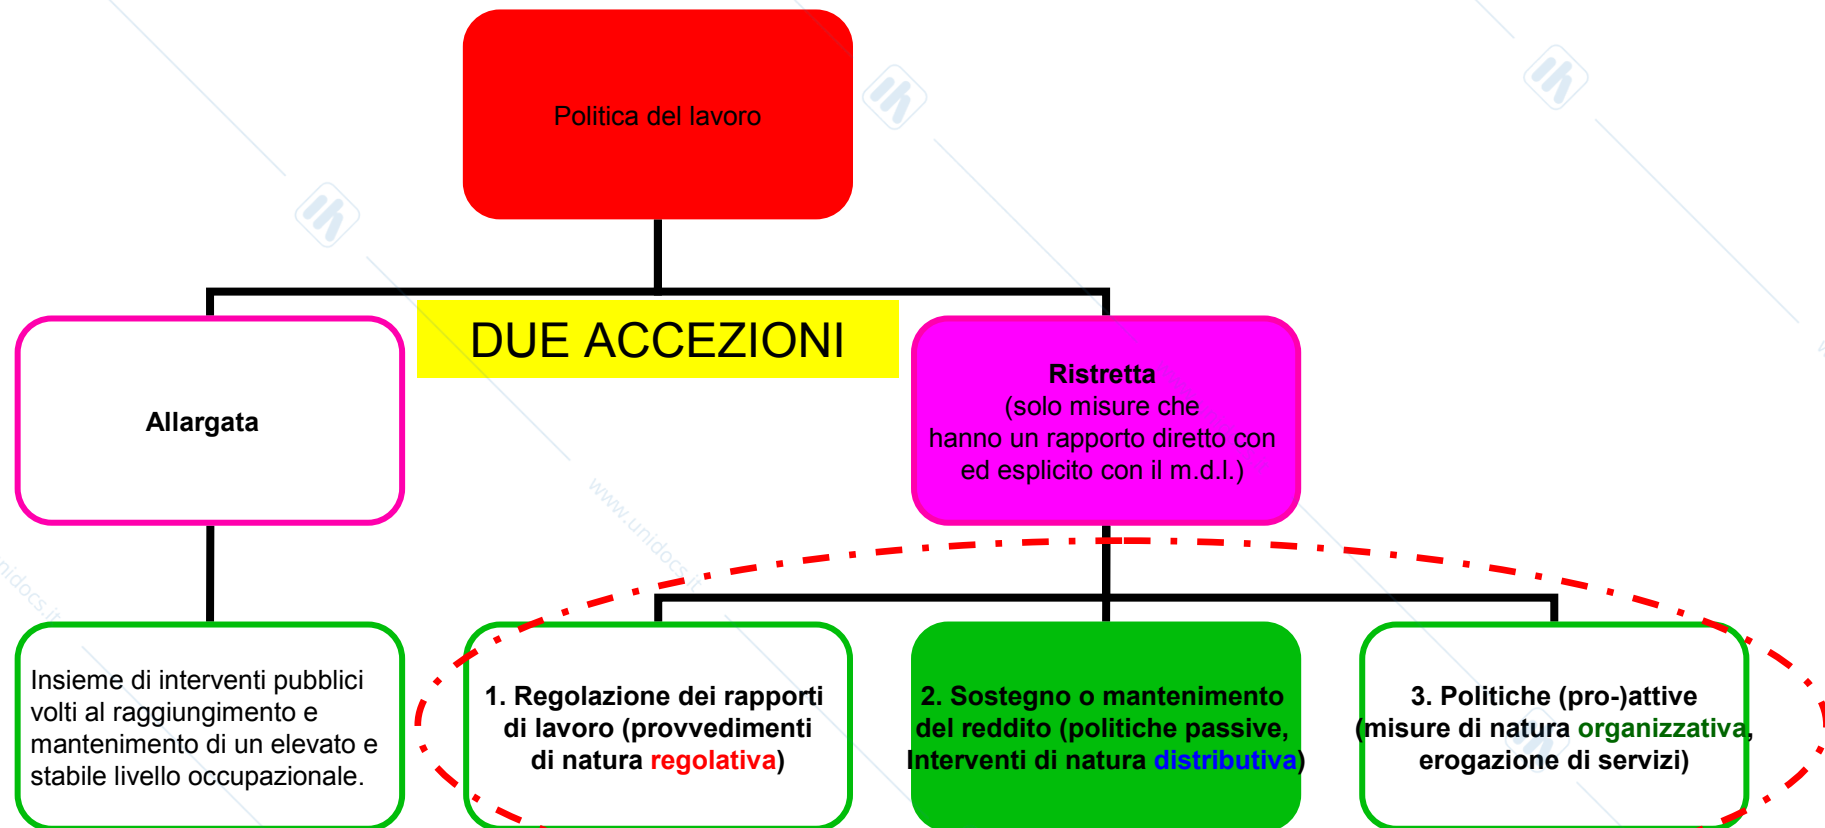 Politica del lavoro
DUE ACCEZIONI
Allargata
Ristretta
(solo misure che
hanno un rapporto diretto con
ed esplicito con il m.d.l.)
www.unidocs.it
Insieme di interventi pubblici
volti al raggiungimento e
mantenimento di un elevato e
stabile livello occupazionale.
1. Regolazione dei rapporti
di lavoro (provvedimenti
di natura regolativa)
2. Sostegno o mantenimento
del reddito (politiche passive,
Interventi di natura distributiva)
3. Politiche (pro-)attive
(misure di natura organizzativa,
erogazione di servizi)